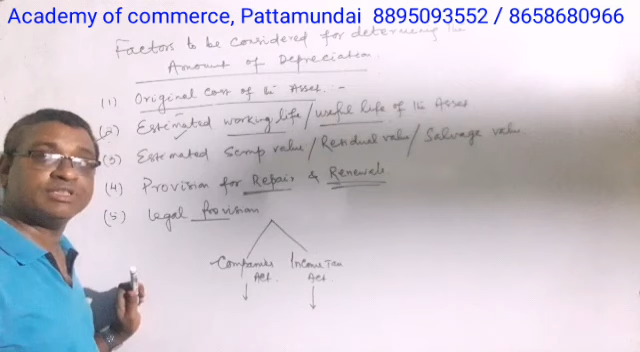 Academy of commerce, Pattamundai 8895093552 / 8658680966
Factors to be considered for determining the
Amount of Depreciation
(1) Original Cost of the Asset. -
(2) Estimated working life / useful life of the Asset
(3) Estemated Scrap value / Residual value / Salvage value
(4) Provision for Repairs & Renewals
(5) Legal Provision
Companies Income Tax
Act. Act.